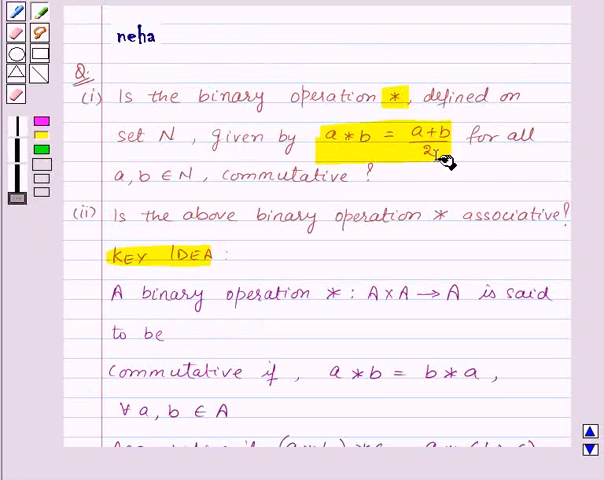 neha
Q:
(i) Is the binary operation *, defined on
set N, given by a * b = a+b/2 for all
a, b ∈ N, commutative ?
(ii) Is the above binary operation * associative?
KEY IDEA :
A binary operation * : A×A → A is said
to be
commutative if, a * b = b * a,
∀ a, b ∈ A